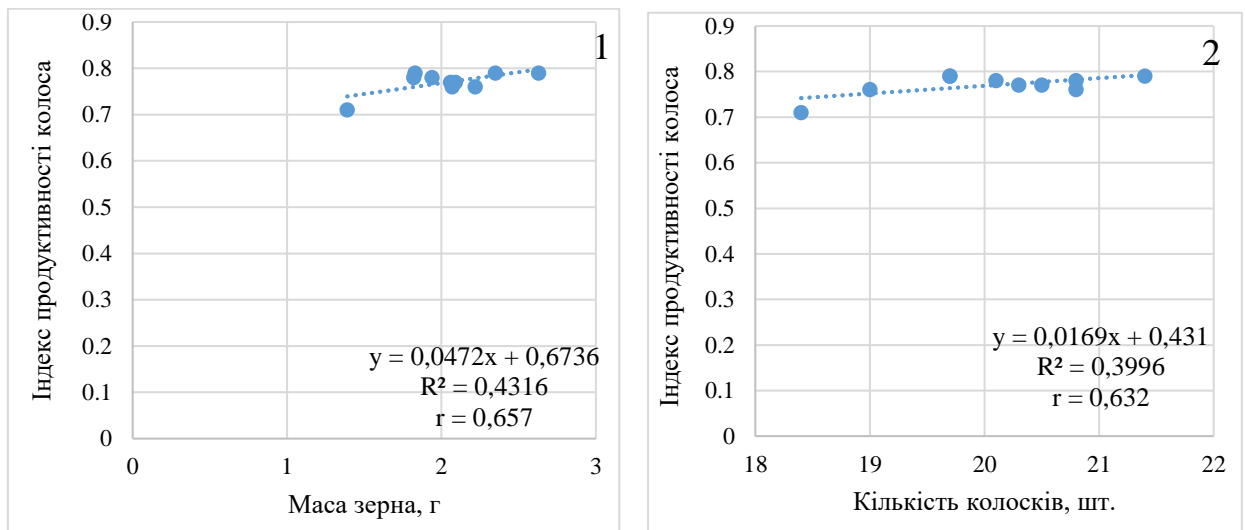 1
Індекс продуктивності колоса
0.9
0.8
0.7
0.6
0.5
0.4
0.3
0.2
0.1
0
y = 0,0472x + 0,6736
R² = 0,4316
r = 0,657
0 1 2 3
Маса зерна, г
2
Індекс продуктивності колоса
0.9
0.8
0.7
0.6
0.5
0.4
0.3
0.2
0.1
0
y = 0,0169x + 0,431
R² = 0,3996
r = 0,632
18 19 20 21 22
Кількість колосків, шт.